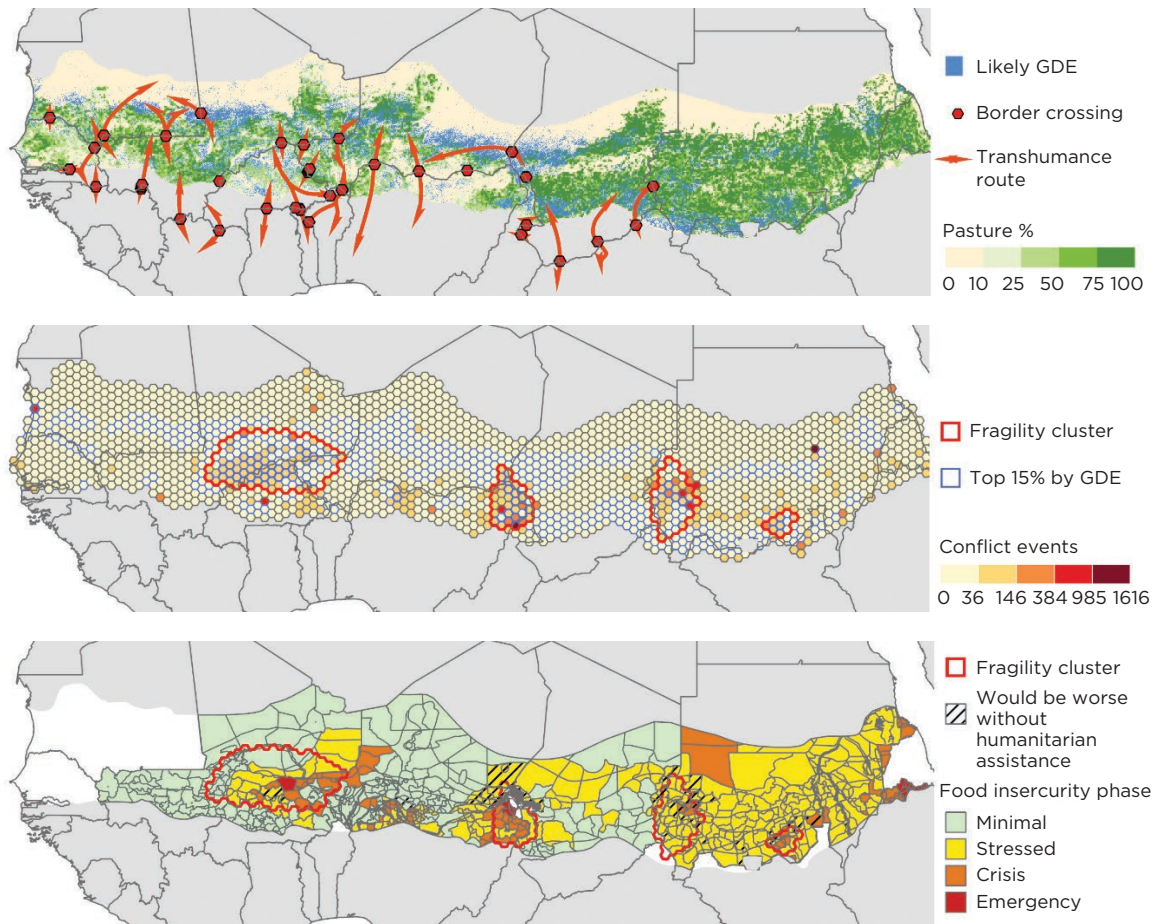 Likely GDE
Border crossing
Transhumance
route
Pasture %
0 10 25 50 75 100
Fragility cluster
Top 15% by GDE
Conflict events
0 36 146 384 985 1616
Fragility cluster
Would be worse
without
humanitarian
assistance
Food insercurity phase
Minimal
Stressed
Crisis
Emergency